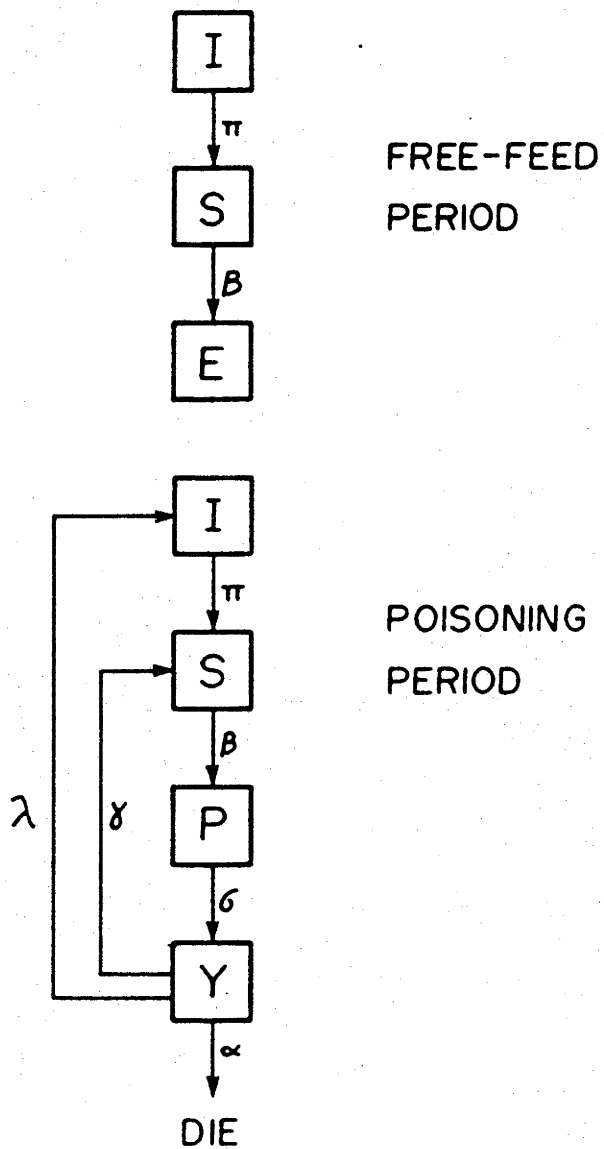 I
π
FREE-FEED
S
PERIOD
β
E
I
π
POISONING
S
PERIOD
β
λ
γ
P
σ
Y
α
DIE